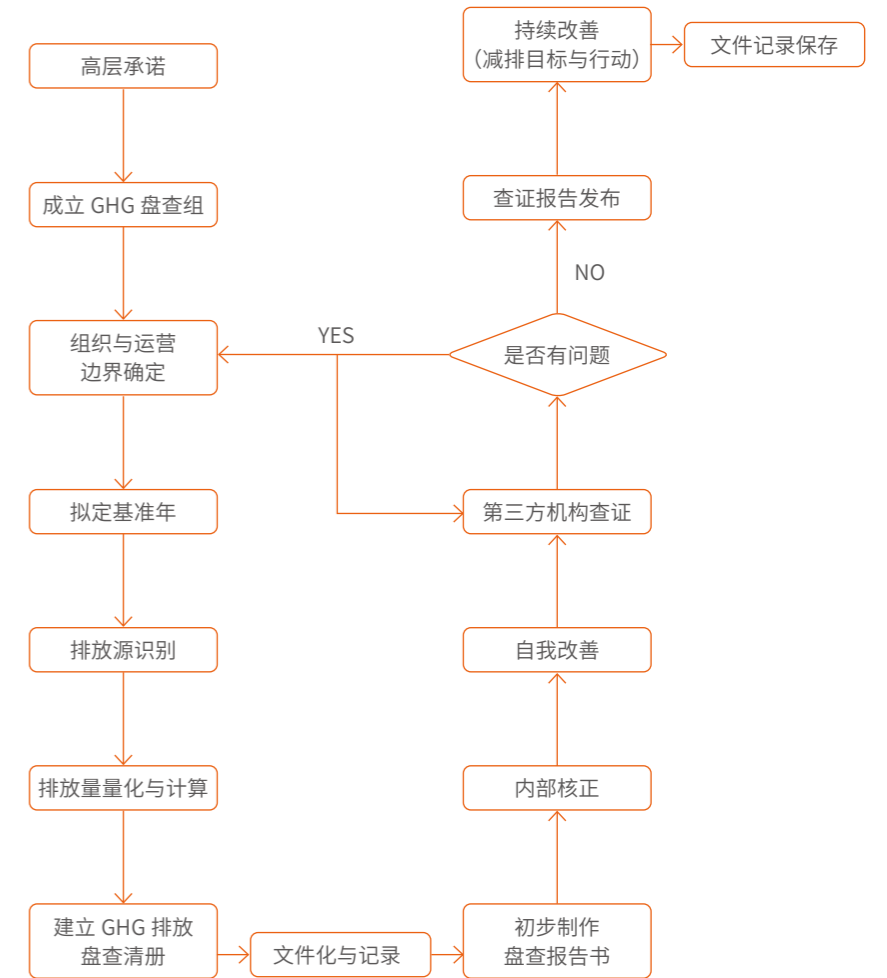 高层承诺
成立 GHG 盘查组
组织与运营
边界确定
拟定基准年
排放源识别
排放量量化与计算
建立 GHG 排放
盘查清册
文件化与记录
初步制作
盘查报告书
内部核正
自我改善
第三方机构查证
是否有问题
YES
NO
查证报告发布
持续改善
（减排目标与行动）
文件记录保存